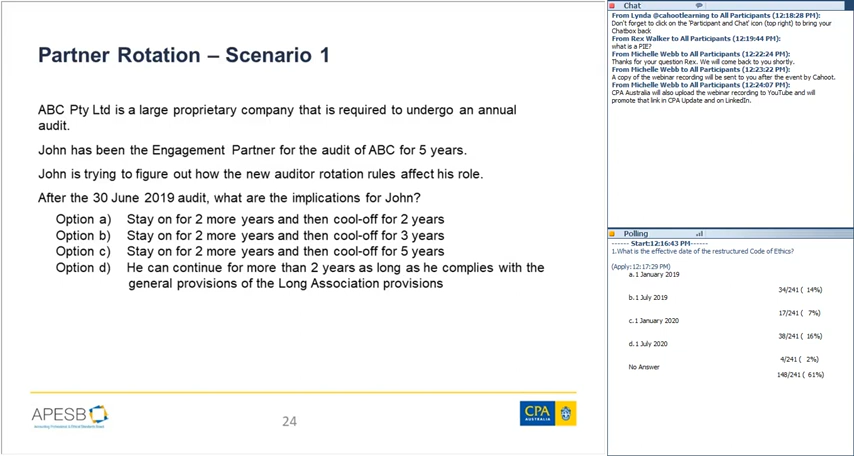 Partner Rotation – Scenario 1
ABC Pty Ltd is a large proprietary company that is required to undergo an annual
audit.
John has been the Engagement Partner for the audit of ABC for 5 years.
John is trying to figure out how the new auditor rotation rules affect his role.
After the 30 June 2019 audit, what are the implications for John?
Option a) Stay on for 2 more years and then cool-off for 2 years
Option b) Stay on for 2 more years and then cool-off for 3 years
Option c) Stay on for 2 more years and then cool-off for 5 years
Option d) He can continue for more than 2 years as long as he complies with the
general provisions of the Long Association provisions
APESB
Accounting Professional & Ethical Standards Board
24
CPA
AUSTRALIA
Chat
From Lynda @cahootlearning to All Participants (12:18:28 PM):
Don't forget to click on the 'Participant and Chat' icon (top right) to bring your
Chatbox back
From Rex Walker to All Participants (12:19:44 PM):
what is a PIE?
From Michelle Webb to All Participants (12:22:24 PM):
Thanks for your question Rex. We will come back to you shortly.
From Michelle Webb to All Participants (12:23:22 PM):
A copy of the webinar recording will be sent to you after the event by Cahoot.
From Michelle Webb to All Participants (12:24:07 PM):
CPA Australia will also upload the webinar recording to YouTube and will
promote that link in CPA Update and on LinkedIn.
Polling
------ Start:12:16:43 PM------
1.What is the effective date of the restructured Code of Ethics?
(Apply:12:17:29 PM)
a.1 January 2019
34/241 ( 14%)
b.1 July 2019
17/241 ( 7%)
c.1 January 2020
38/241 ( 16%)
d.1 July 2020
4/241 ( 2%)
No Answer
148/241 ( 61%)